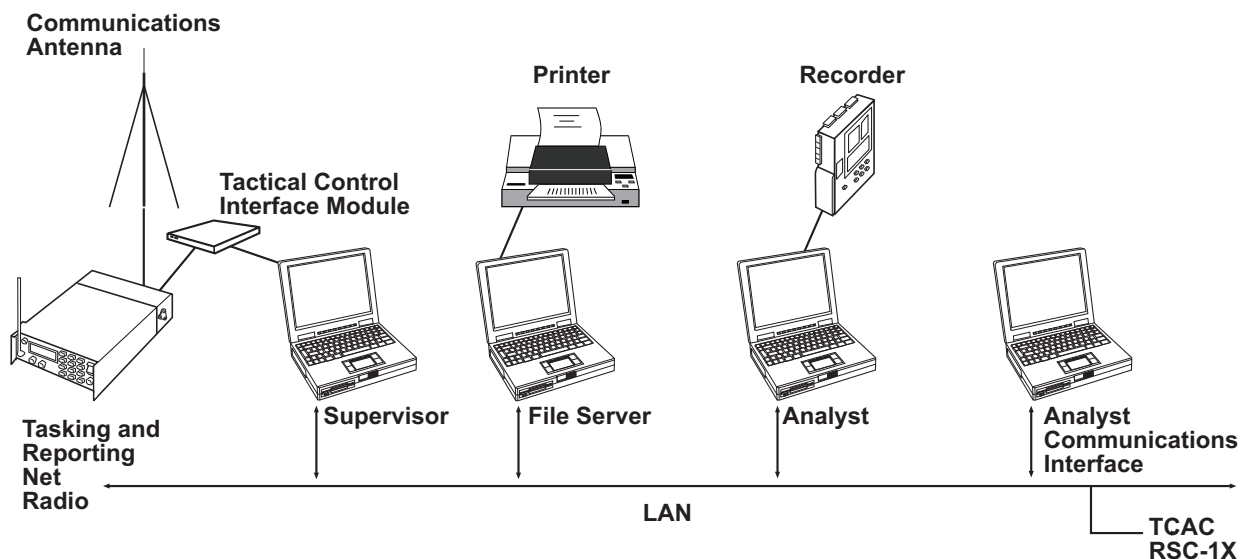 Communications
Antenna
Printer
Recorder
Tactical Control
Interface Module
Supervisor
File Server
Analyst
Analyst
Communications
Interface
Tasking and
Reporting
Net
Radio
LAN
TCAC
RSC-1X